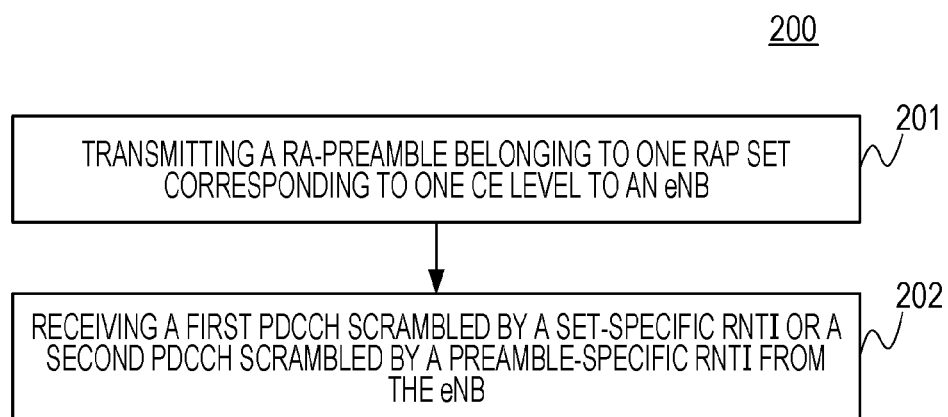 200
TRANSMITTING A RA-PREAMBLE BELONGING TO ONE RAP SET
CORRESPONDING TO ONE CE LEVEL TO AN eNB
201
RECEIVING A FIRST PDCCH SCRAMBLED BY A SET-SPECIFIC RNTI OR A
SECOND PDCCH SCRAMBLED BY A PREAMBLE-SPECIFIC RNTI FROM
THE eNB
202